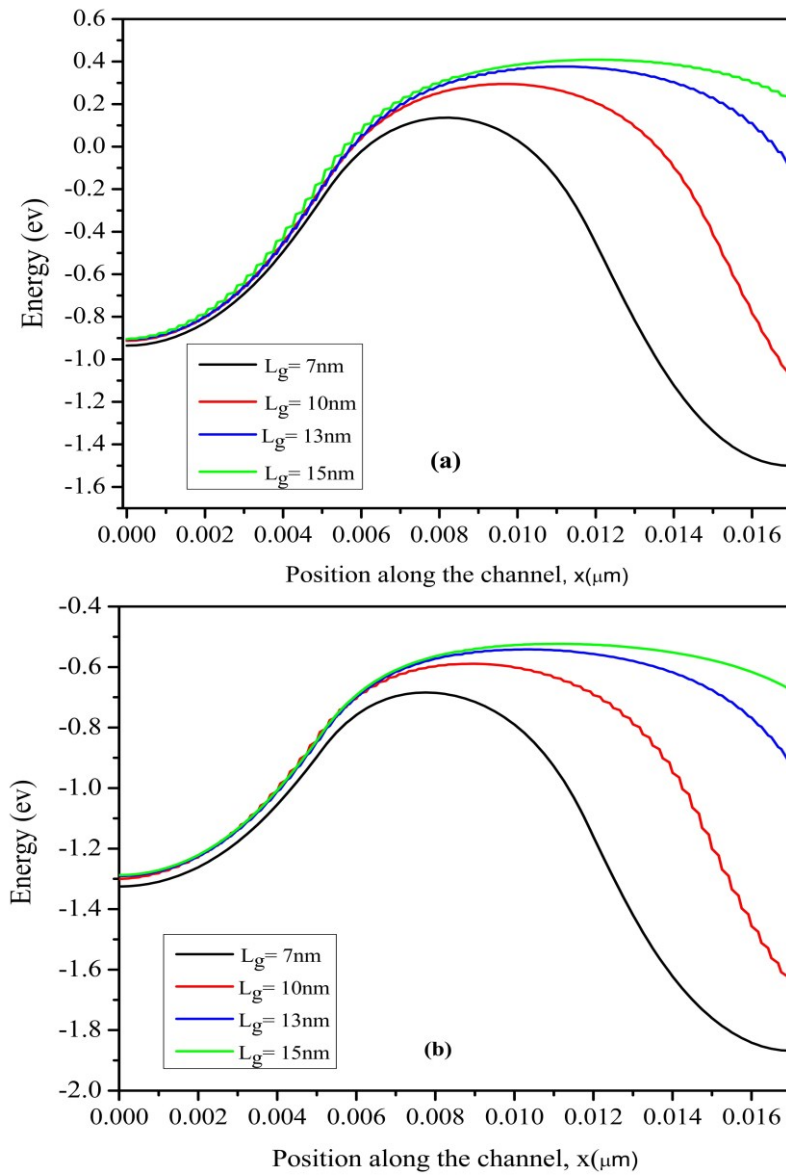 0.6
0.4
0.2
0.0
-0.2
-0.4
-0.6
-0.8
-1.0
-1.2
-1.4
-1.6
Energy (ev)
Lg= 7nm
Lg= 10nm
Lg= 13nm
Lg= 15nm
(a)
0.000 0.002 0.004 0.006 0.008 0.010 0.012 0.014 0.016
Position along the channel, x(μm)
-0.4
-0.6
-0.8
-1.0
-1.2
-1.4
-1.6
-1.8
-2.0
Energy (ev)
Lg= 7nm
Lg= 10nm
Lg= 13nm
Lg= 15nm
(b)
0.000 0.002 0.004 0.006 0.008 0.010 0.012 0.014 0.016
Position along the channel, x(μm)